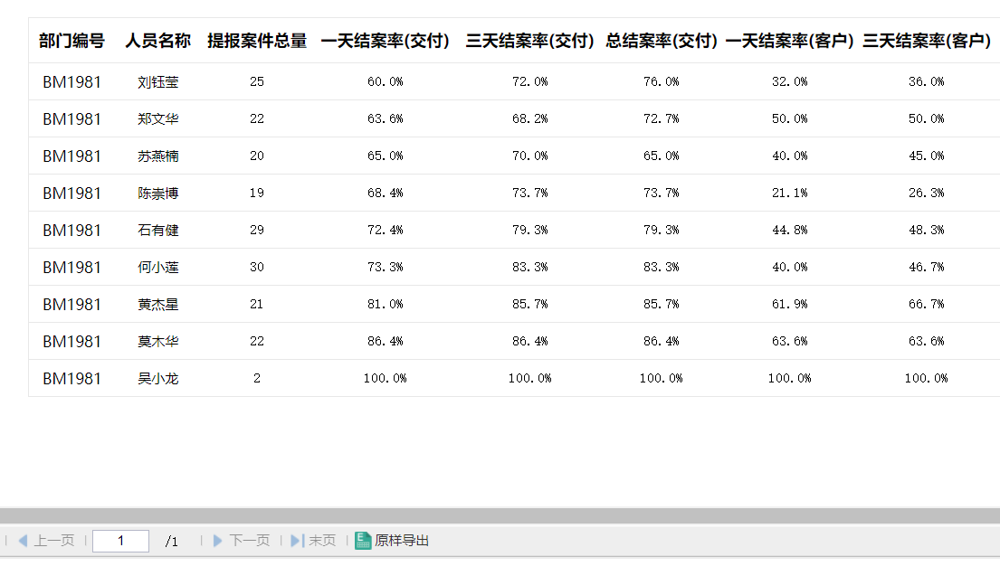 部门编号 人员名称 提报案件总量 一天结案率(交付) 三天结案率(交付) 总结案率(交付) 一天结案率(客户) 三天结案率(客户)
BM1981 刘钰莹 25 60.0% 72.0% 76.0% 32.0% 36.0%
BM1981 郑文华 22 63.6% 68.2% 72.7% 50.0% 50.0%
BM1981 苏燕楠 20 65.0% 70.0% 65.0% 40.0% 45.0%
BM1981 陈崇博 19 68.4% 73.7% 73.7% 21.1% 26.3%
BM1981 石有健 29 72.4% 79.3% 79.3% 44.8% 48.3%
BM1981 何小莲 30 73.3% 83.3% 83.3% 40.0% 46.7%
BM1981 黄杰星 21 81.0% 85.7% 85.7% 61.9% 66.7%
BM1981 莫木华 22 86.4% 86.4% 86.4% 63.6% 63.6%
BM1981 吴小龙 2 100.0% 100.0% 100.0% 100.0% 100.0%
上一页 1 /1 下一页 末页 原样导出